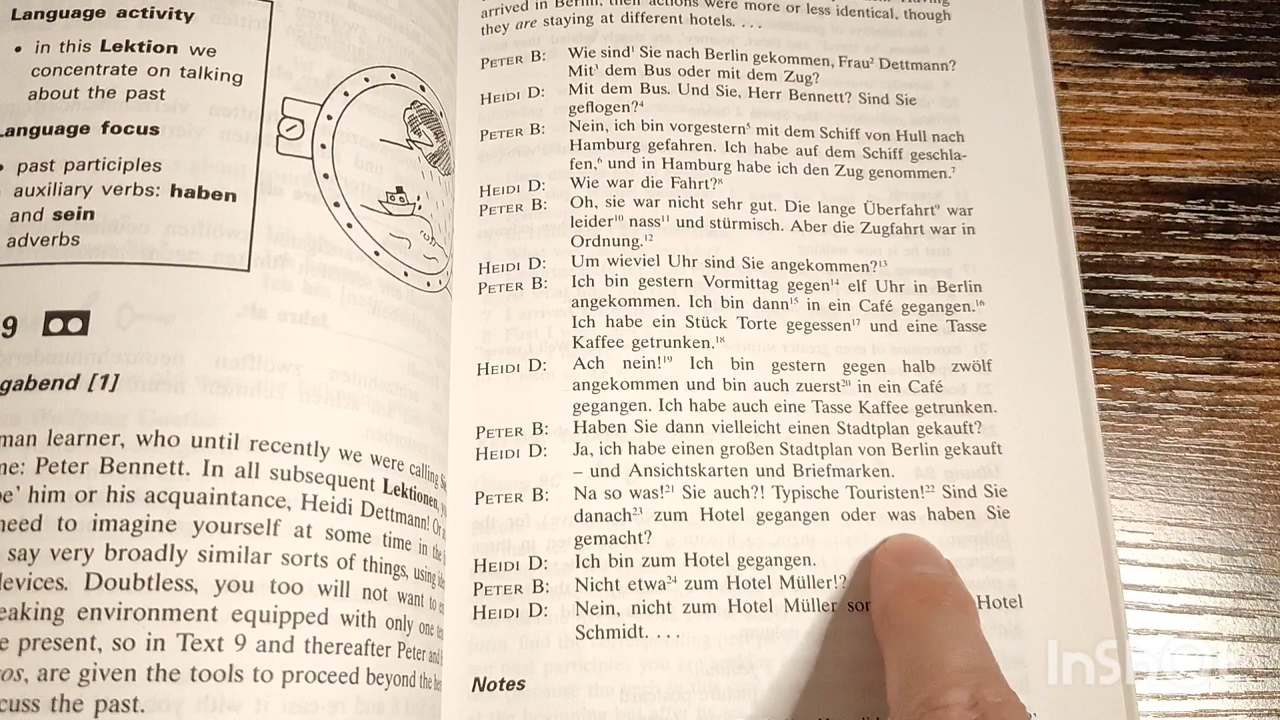 Language activity
• in this Lektion we
concentrate on talking
about the past
Language focus
past participles
auxiliary verbs: haben
and sein
adverbs
9
gabend [1]
man learner, who until recently we were calling
me: Peter Bennett. In all subsequent Lektionen,
be' him or his acquaintance, Heidi Dettmann!
need to imagine yourself at some time in the
say very broadly similar sorts of things, using
devices. Doubtless, you too will not want to
eaking environment equipped with only one
e present, so in Text 9 and thereafter Peter and
ros, are given the tools to proceed beyond the
cuss the past.
arrived in Berlin, their actions were more or less identical, though
they are staying at different hotels. . . .
PETER B: Wie sind¹ Sie nach Berlin gekommen, Frau² Dettmann?
Mit³ dem Bus oder mit dem Zug?
HEIDI D: Mit dem Bus. Und Sie, Herr Bennett? Sind Sie
geflogen?⁴
PETER B: Nein, ich bin vorgestern⁵ mit dem Schiff von Hull nach
Hamburg gefahren. Ich habe auf dem Schiff geschla-
fen,⁶ und in Hamburg habe ich den Zug genommen.⁷
HEIDI D: Wie war die Fahrt?⁸
PETER B: Oh, sie war nicht sehr gut. Die lange Überfahrt⁹ war
leider¹⁰ nass¹¹ und stürmisch. Aber die Zugfahrt war in
Ordnung.¹²
HEIDI D: Um wieviel Uhr sind Sie angekommen?¹³
PETER B: Ich bin gestern Vormittag gegen¹⁴ elf Uhr in Berlin
angekommen. Ich bin dann¹⁵ in ein Café gegangen.¹⁶
Ich habe ein Stück Torte gegessen¹⁷ und eine Tasse
Kaffee getrunken.¹⁸
HEIDI D: Ach nein!¹⁹ Ich bin gestern gegen halb zwölf
angekommen und bin auch zuerst²⁰ in ein Café
gegangen. Ich habe auch eine Tasse Kaffee getrunken.
PETER B: Haben Sie dann vielleicht einen Stadtplan gekauft?
HEIDI D: Ja, ich habe einen großen Stadtplan von Berlin gekauft
– und Ansichtskarten und Briefmarken.
PETER B: Na so was!²¹ Sie auch?! Typische Touristen!²² Sind Sie
danach²³ zum Hotel gegangen oder was haben Sie
gemacht?
HEIDI D: Ich bin zum Hotel gegangen.
PETER B: Nicht etwa²⁴ zum Hotel Müller!?
HEIDI D: Nein, nicht zum Hotel Müller Hotel
Schmidt. . . .
Notes